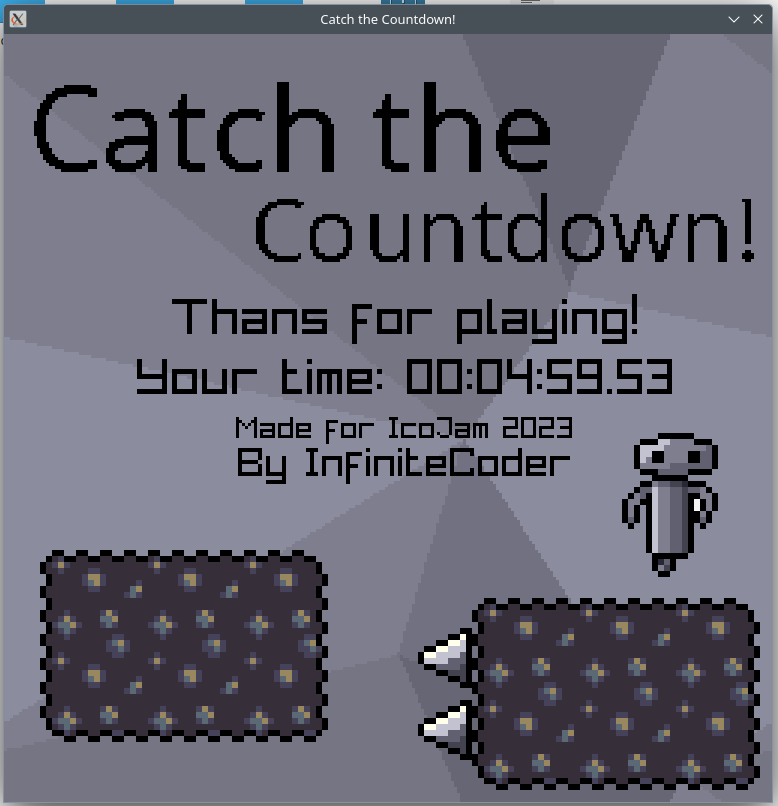 Catch the Countdown!
Catch the
Countdown!
Thans for playing!
Your time: 00:04:59.53
Made for IcoJam 2023
By InfiniteCoder